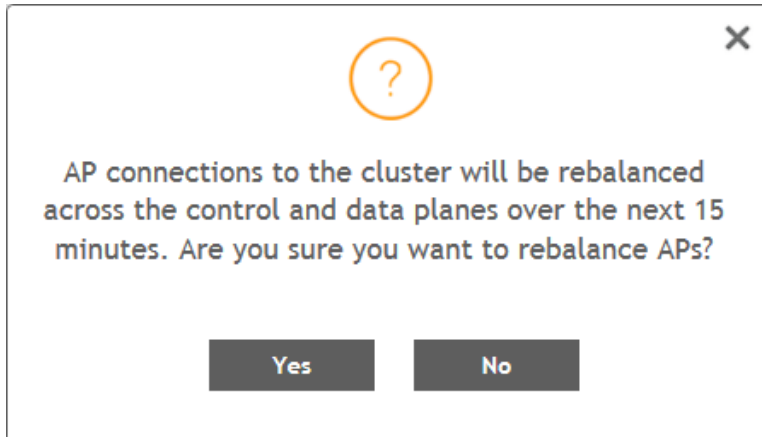 ?
AP connections to the cluster will be rebalanced
across the control and data planes over the next 15
minutes. Are you sure you want to rebalance APs?
Yes
No